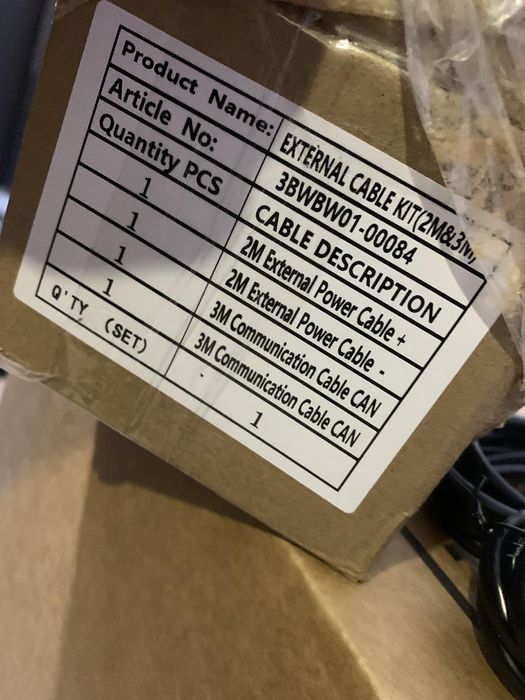 Product Name: EXTERNAL CABLE KIT(2M&3M)
Article No: 3BWBW01-00084
Quantity PCS CABLE DESCRIPTION
1 2M External Power Cable +
1 2M External Power Cable -
1 3M Communication Cable CAN
1 3M Communication Cable CAN
Q'TY (SET) 1